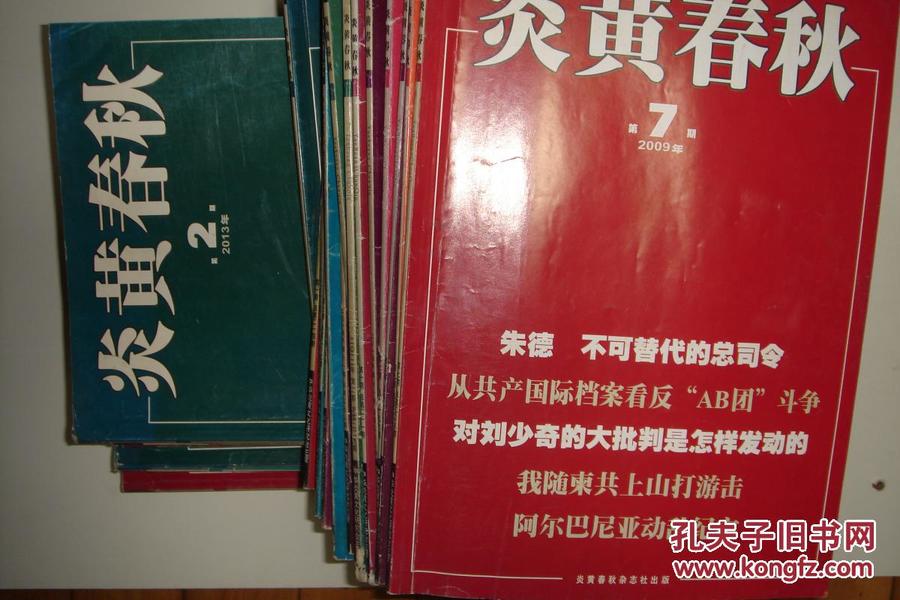 炎黄春秋
第7期
2009年
朱德 不可替代的总司令
从共产国际档案看反“AB团”斗争
对刘少奇的大批判是怎样发动的
我随柬共上山打游击
阿尔巴尼亚动
炎黄春秋杂志社出版
炎黄春秋
第2期
2013年
孔夫子旧书网
www.kongfz.com